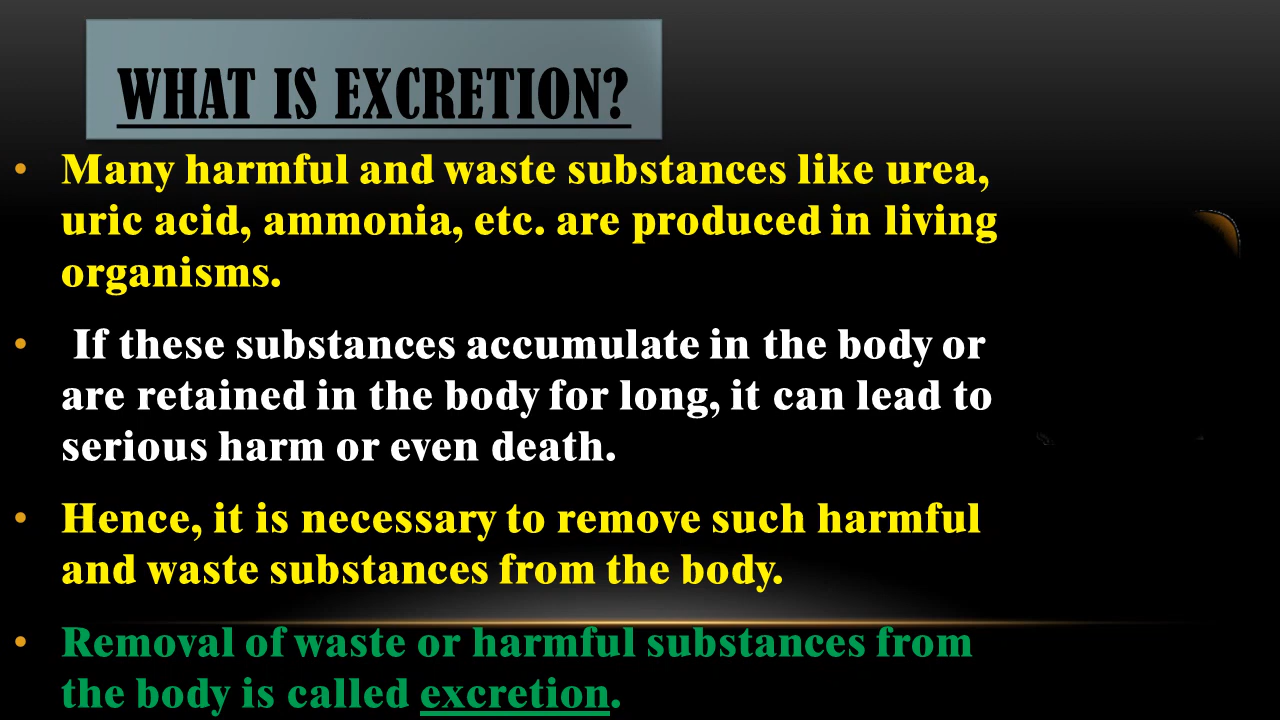 WHAT IS EXCRETION?
• Many harmful and waste substances like urea,
uric acid, ammonia, etc. are produced in living
organisms.
• If these substances accumulate in the body or
are retained in the body for long, it can lead to
serious harm or even death.
• Hence, it is necessary to remove such harmful
and waste substances from the body.
• Removal of waste or harmful substances from
the body is called excretion.